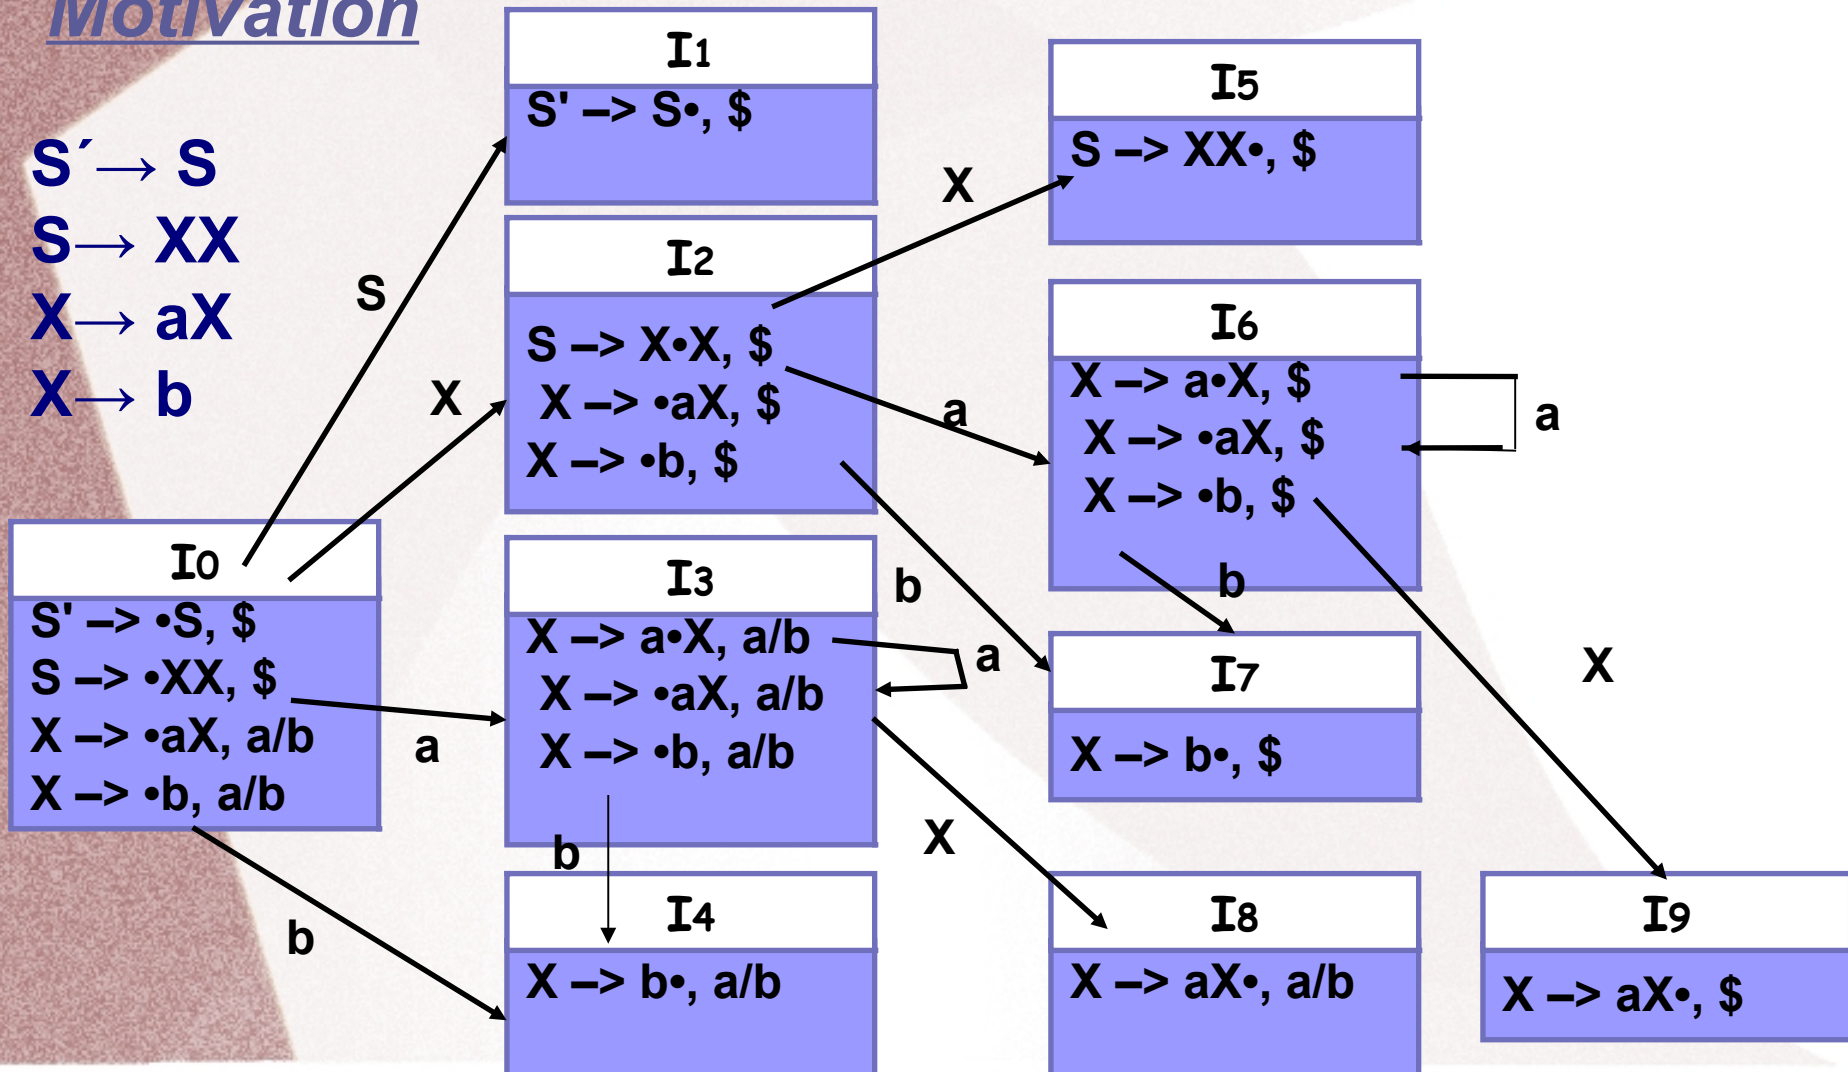 Motivation
S´→ S
S→ XX
X→ aX
X→ b
I0
S' –> •S, $
S –> •XX, $
X –> •aX, a/b
X –> •b, a/b
S
X
a
b
I1
S' –> S•, $
I2
S –> X•X, $
X –> •aX, $
X –> •b, $
X
a
b
I3
X –> a•X, a/b
X –> •aX, a/b
X –> •b, a/b
a
b
X
I4
X –> b•, a/b
I5
S –> XX•, $
I6
X –> a•X, $
X –> •aX, $
X –> •b, $
a
b
X
I7
X –> b•, $
I8
X –> aX•, a/b
I9
X –> aX•, $